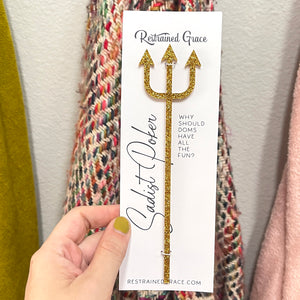 Restrained Grace
Sadist Poker
WHY
SHOULD
DOMS
HAVE
ALL
THE
FUN?
RESTRAINEDGRACE.COM